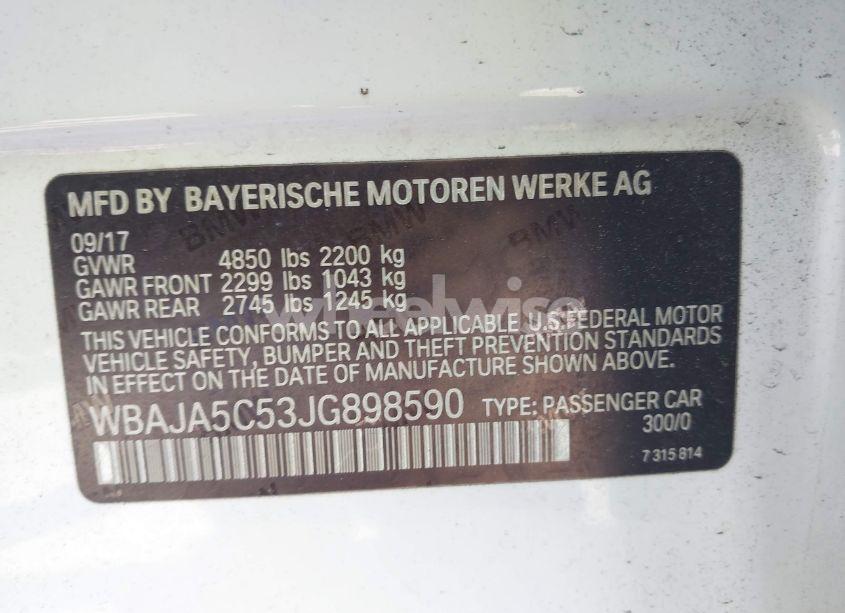 MFD BY BAYERISCHE MOTOREN WERKE AG
09/17
GVWR 4850 lbs 2200 kg
GAWR FRONT 2299 lbs 1043 kg
GAWR REAR 2745 lbs 1245 kg
wheelwise
THIS VEHICLE CONFORMS TO ALL APPLICABLE U.S. FEDERAL MOTOR
VEHICLE SAFETY, BUMPER AND THEFT PREVENTION STANDARDS
IN EFFECT ON THE DATE OF MANUFACTURE SHOWN ABOVE.
WBAJA5C53JG898590 TYPE: PASSENGER CAR
300/0
7 315 814